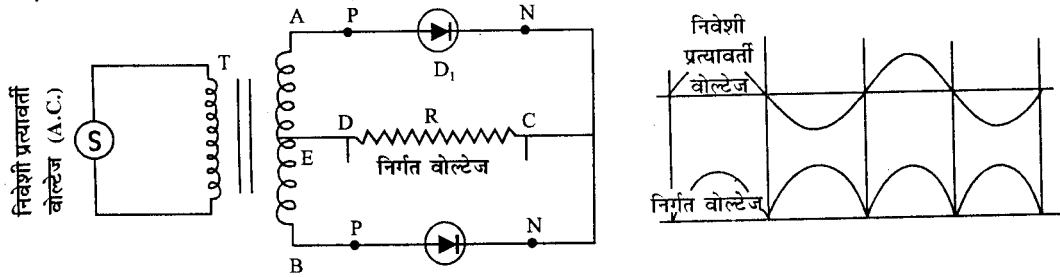 निवेशी प्रत्यावर्ती
वोल्टेज (A.C.)
S
T
A
P
N
D₁
D
R
C
E
निर्गत वोल्टेज
P
N
B
निवेशी
प्रत्यावर्ती
वोल्टेज
निर्गत वोल्टेज